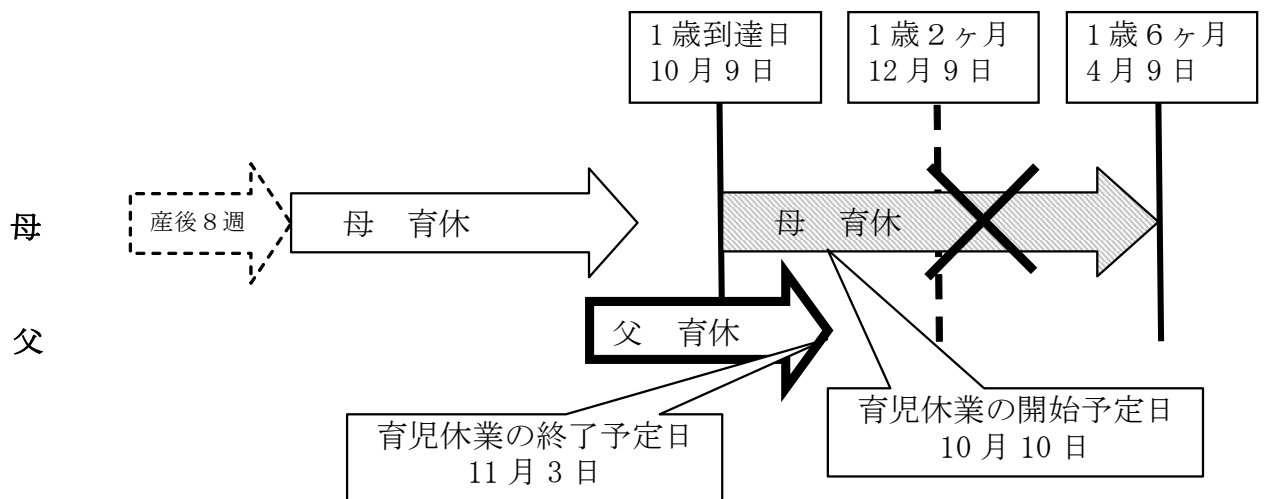 1歳到達日
10月9日
1歳2ヶ月
12月9日
1歳6ヶ月
4月9日
母
産後8週
母 育休
母 育休
父
父 育休
育児休業の終了予定日
11月3日
育児休業の開始予定日
10月10日